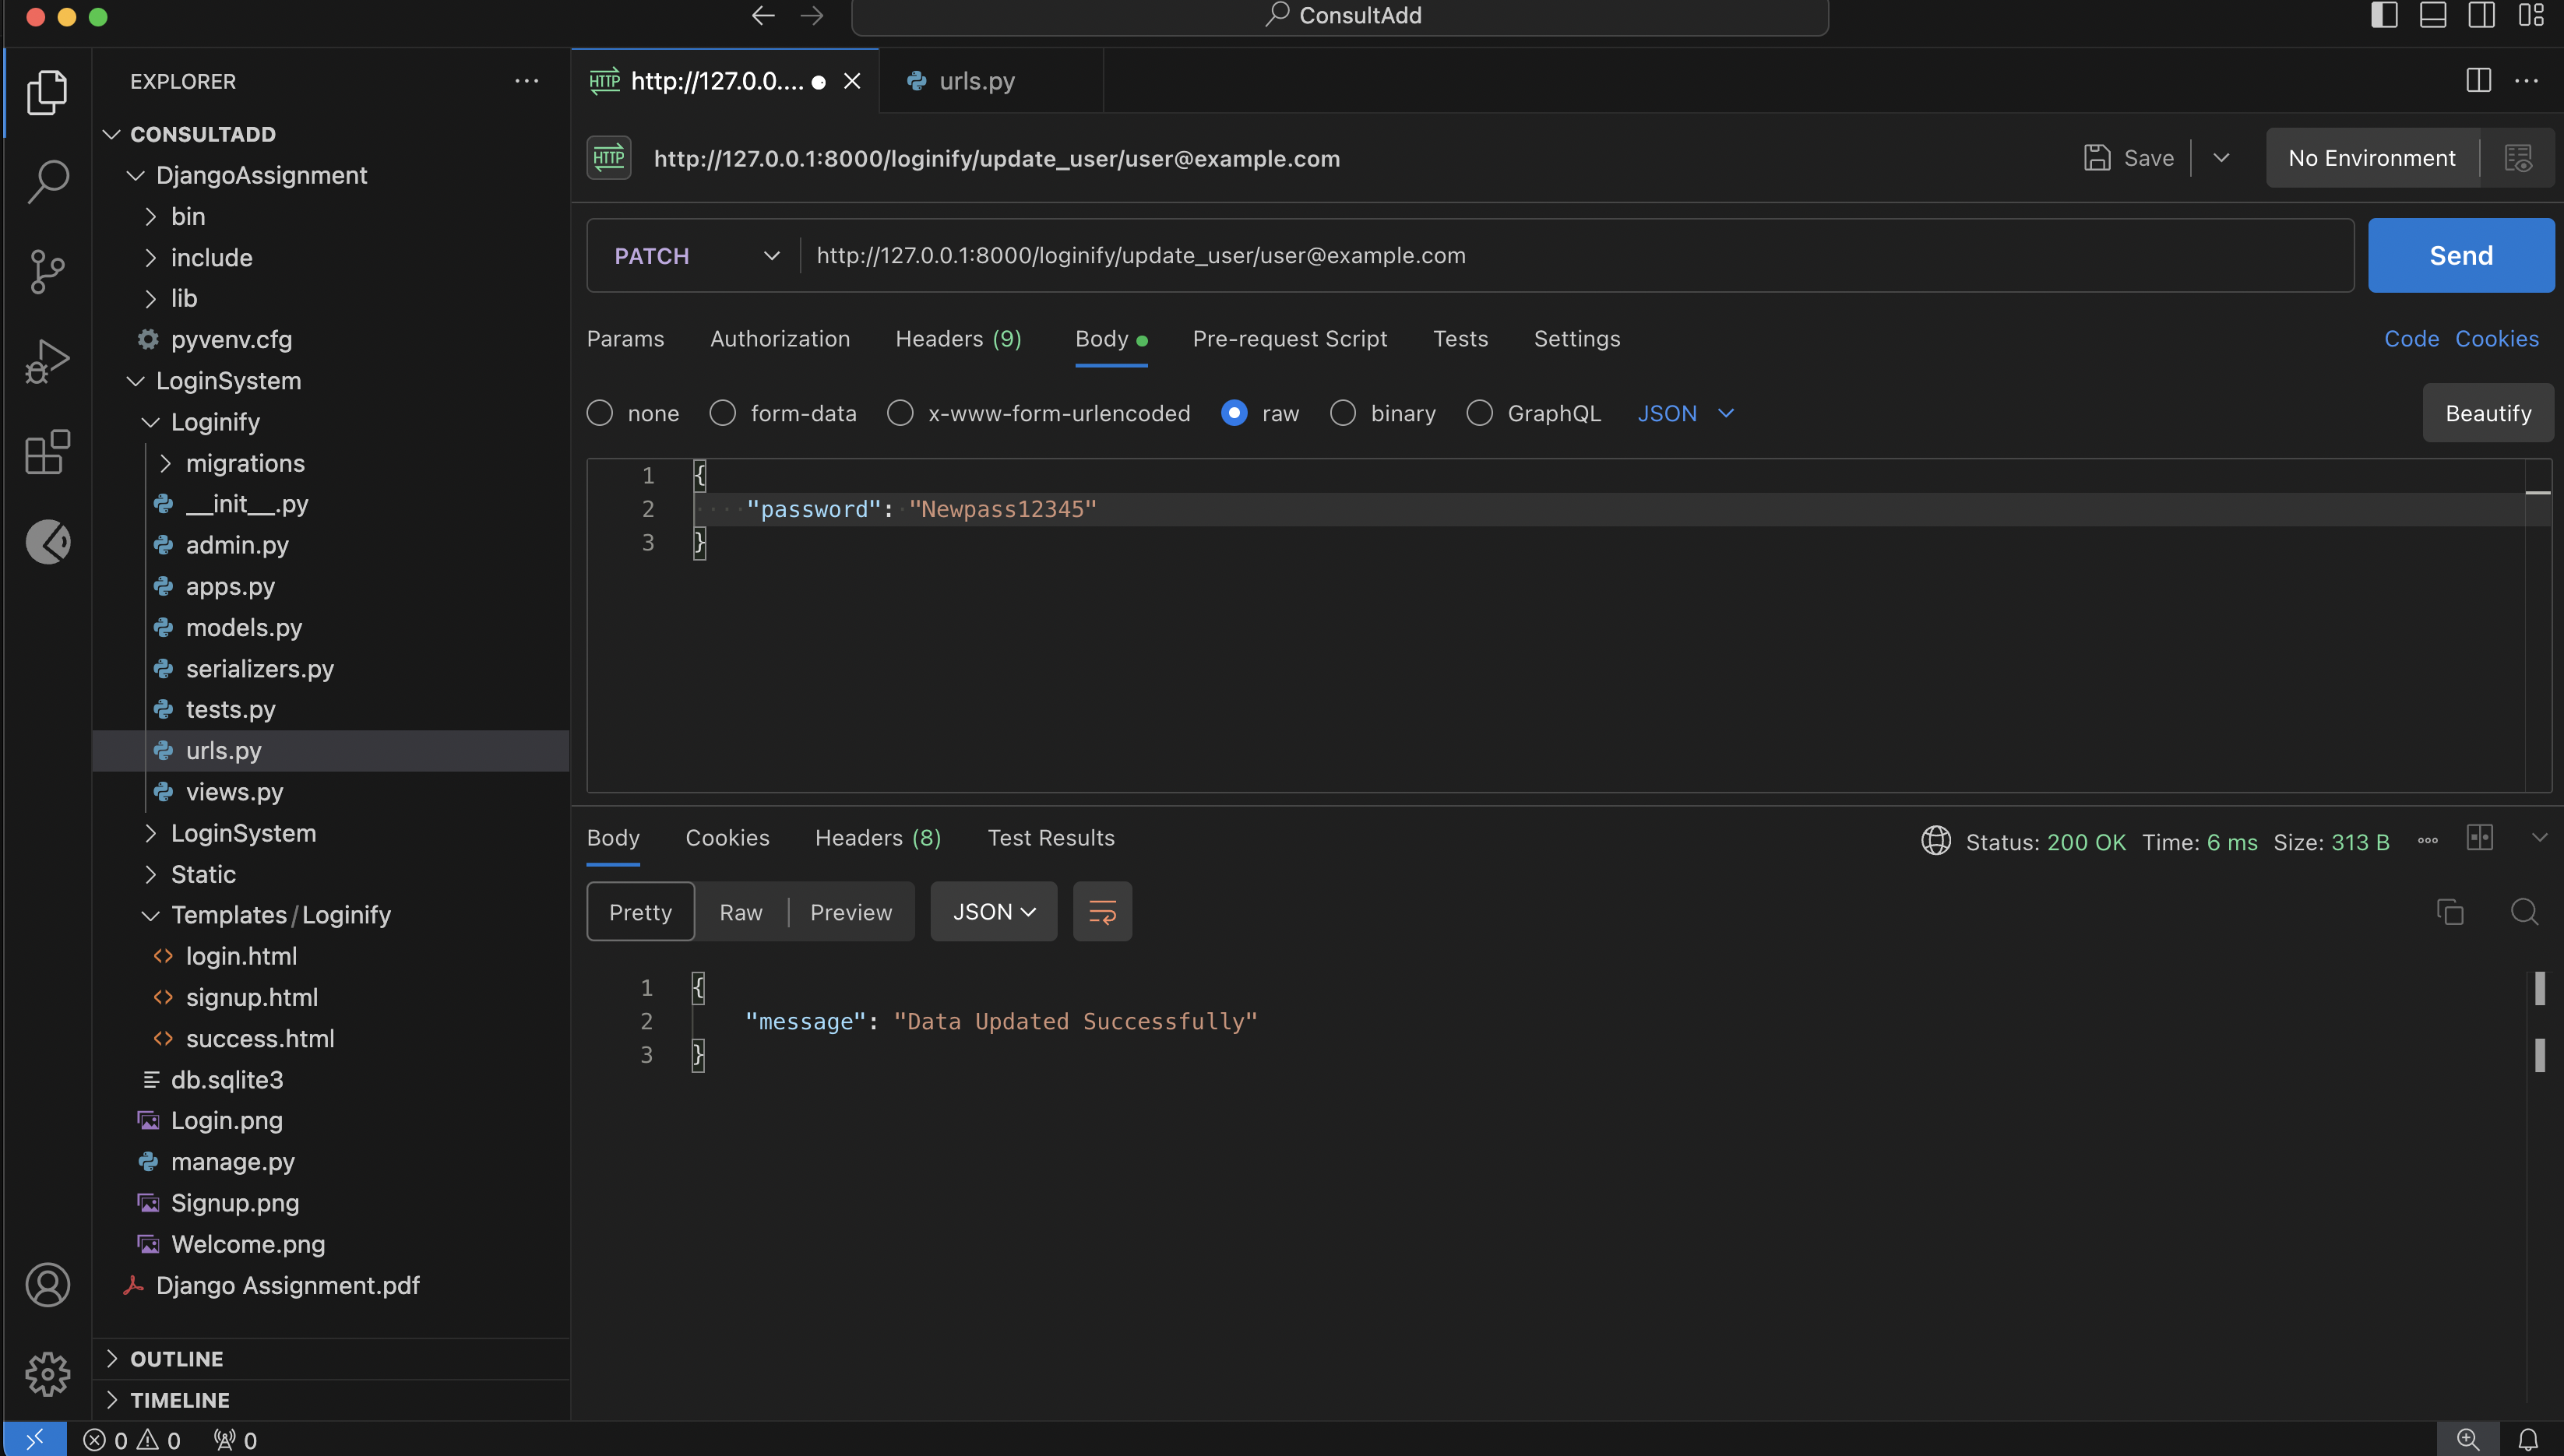 ConsultAdd
EXPLORER
CONSULTADD
DjangoAssignment
bin
include
lib
pyvenv.cfg
LoginSystem
Loginify
migrations
__init__.py
admin.py
apps.py
models.py
serializers.py
tests.py
urls.py
views.py
LoginSystem
Static
Templates/Loginify
login.html
signup.html
success.html
db.sqlite3
Login.png
manage.py
Signup.png
Welcome.png
Django Assignment.pdf
OUTLINE
TIMELINE
HTTP http://127.0.0.... urls.py
HTTP http://127.0.0.1:8000/loginify/update_user/user@example.com Save No Environment
PATCH http://127.0.0.1:8000/loginify/update_user/user@example.com Send
Params Authorization Headers (9) Body Pre-request Script Tests Settings Code Cookies
none form-data x-www-form-urlencoded raw binary GraphQL JSON Beautify
1 {
2 "password": "Newpass12345"
3 }
Body Cookies Headers (8) Test Results Status: 200 OK Time: 6 ms Size: 313 B
Pretty Raw Preview JSON
1 {
2 "message": "Data Updated Successfully"
3 }
0 0 0